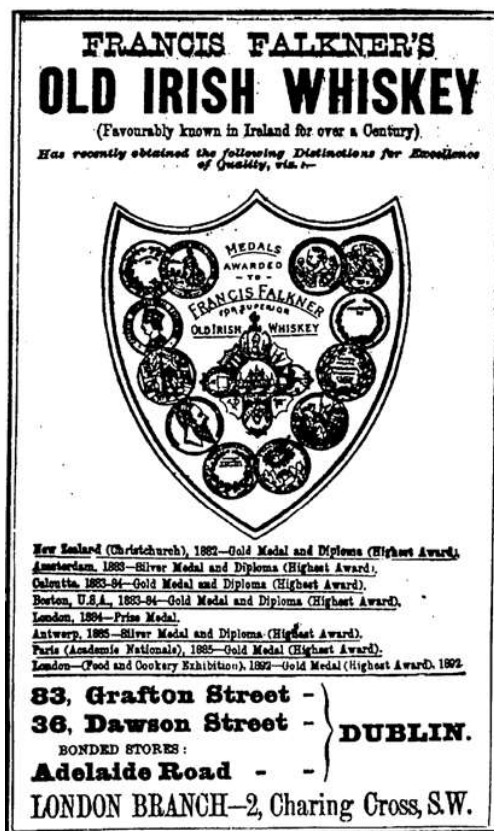 FRANCIS FALKNER'S
OLD IRISH WHISKEY
(Favourably known in Ireland for over a Century)
Has recently obtained the following Distinctions for Excellence
of Quality, viz. :—
MEDALS
AWARDED
– TO –
FRANCIS FALKNER
FOR SUPERIOR
OLD IRISH WHISKEY
New Zealand (Christchurch), 1882—Gold Medal and Diploma (Highest Award),
Amsterdam, 1883—Silver Medal and Diploma (Highest Award),
Calcutta, 1883-84—Gold Medal and Diploma (Highest Award),
Boston, U.S.A., 1883-84—Gold Medal and Diploma (Highest Award),
London, 1884—Prize Medal.
Antwerp, 1885—Silver Medal and Diploma (Highest Award).
Paris (Academie Nationale), 1885—Gold Medal (Highest Award).
London—(Food and Cookery Exhibition), 1892—Gold Medal (Highest Award), 1892
83, Grafton Street –
36, Dawson Street –
BONDED STORES :
Adelaide Road – –
DUBLIN.
LONDON BRANCH—2, Charing Cross, S.W.